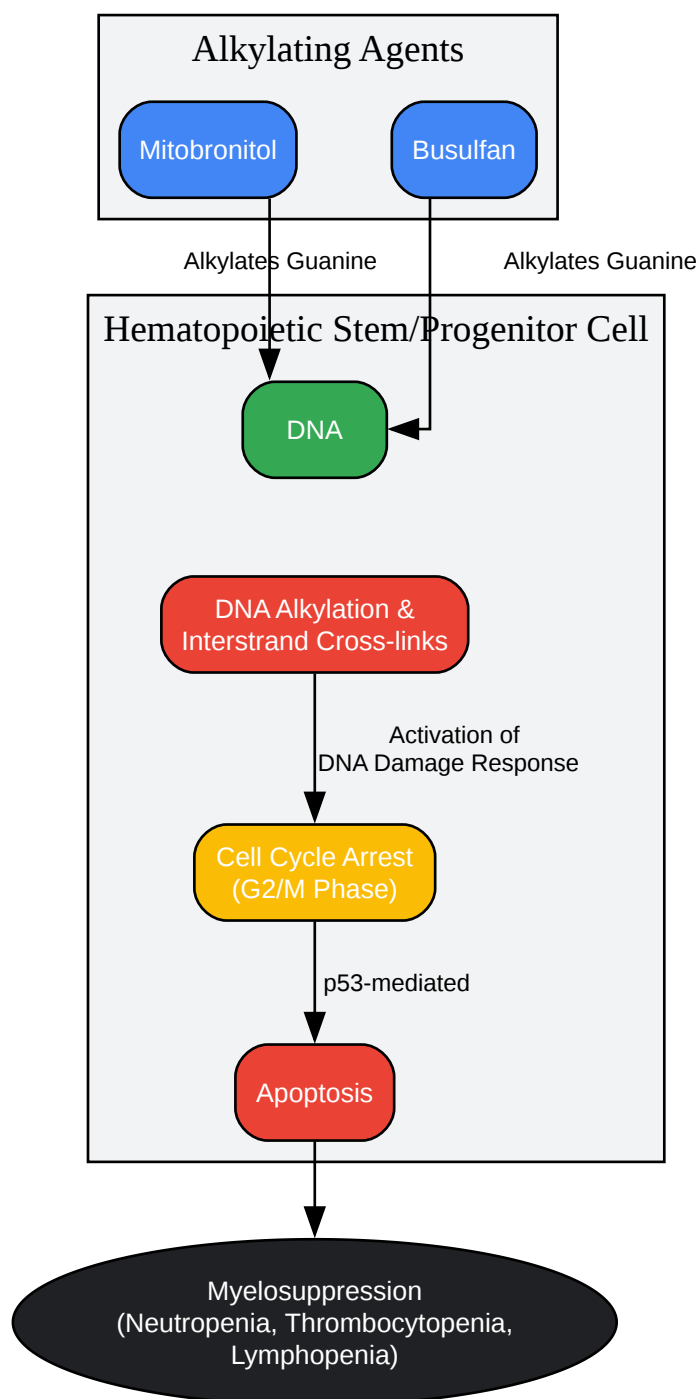 Alkylating Agents
Mitobronitol
Busulfan
Alkylates Guanine
Alkylates Guanine
Hematopoietic Stem/Progenitor Cell
DNA
DNA Alkylation &
Interstrand Cross-links
Activation of
DNA Damage Response
Cell Cycle Arrest
(G2/M Phase)
p53-mediated
Apoptosis
Myelosuppression
(Neutropenia, Thrombocytopenia,
Lymphopenia)